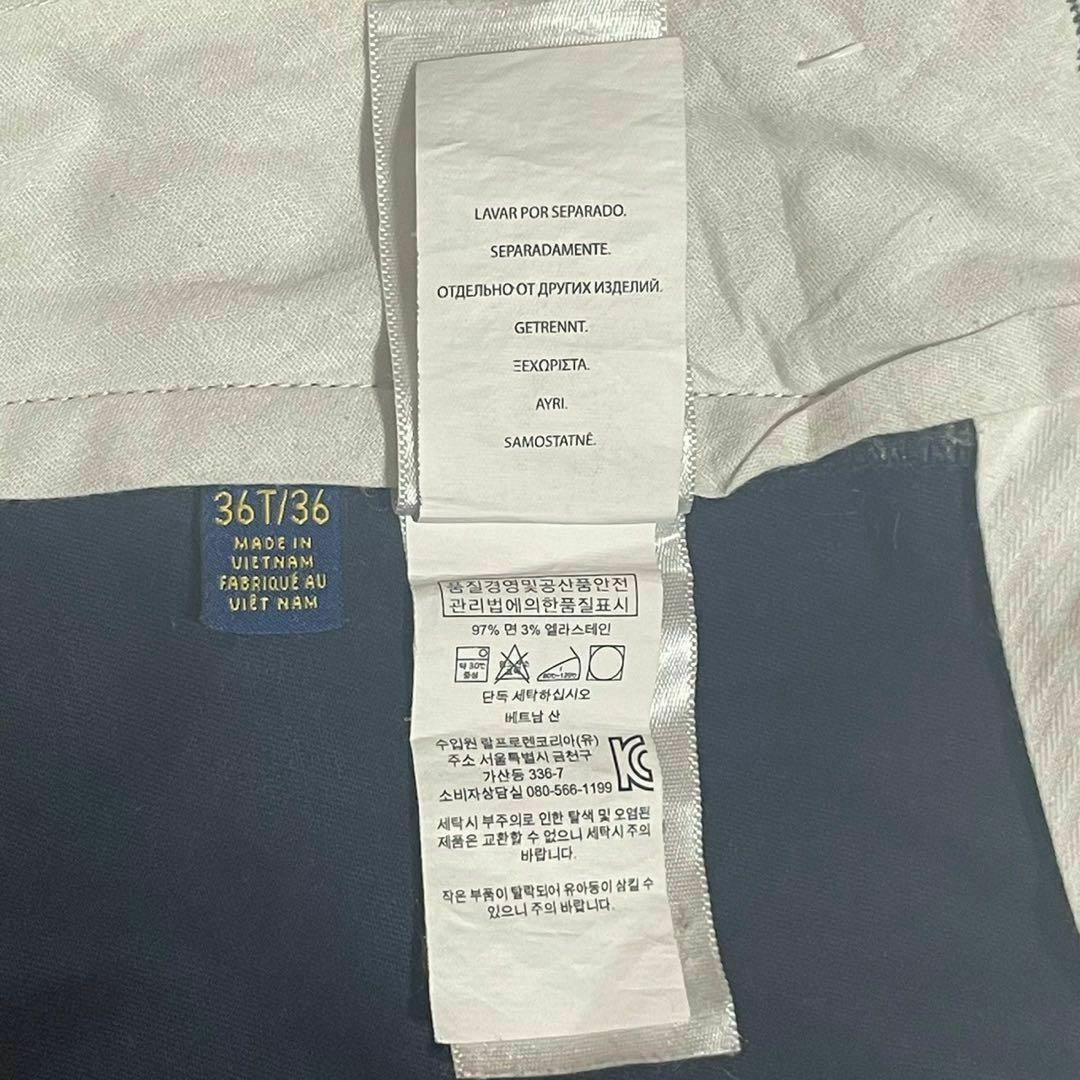 LAVAR POR SEPARADO.
SEPARADAMENTE.
ОТДЕЛЬНО ОТ ДРУГИХ ИЗДЕЛИЙ.
GETRENNT.
ΞΕΧΩΡΙΣΤΑ.
AYRI.
SAMOSTATNĚ.
36T/36
MADE IN
VIETNAM
FABRIQUÉ AU
VIÊT NAM
품질경영및공산품안전
관리법에의한품질표시
97% 면 3% 엘라스테인
약 30℃
중성
80℃~120℃
단독 세탁하십시오
베트남 산
수입원 랄프로렌코리아(유)
주소 서울특별시 금천구
가산동 336-7
소비자상담실 080-566-1199
세탁시 부주의로 인한 탈색 및 오염된
제품은 교환할 수 없으니 세탁시 주의
바랍니다.
작은 부품이 탈락되어 유아동이 삼킬 수
있으니 주의 바랍니다.